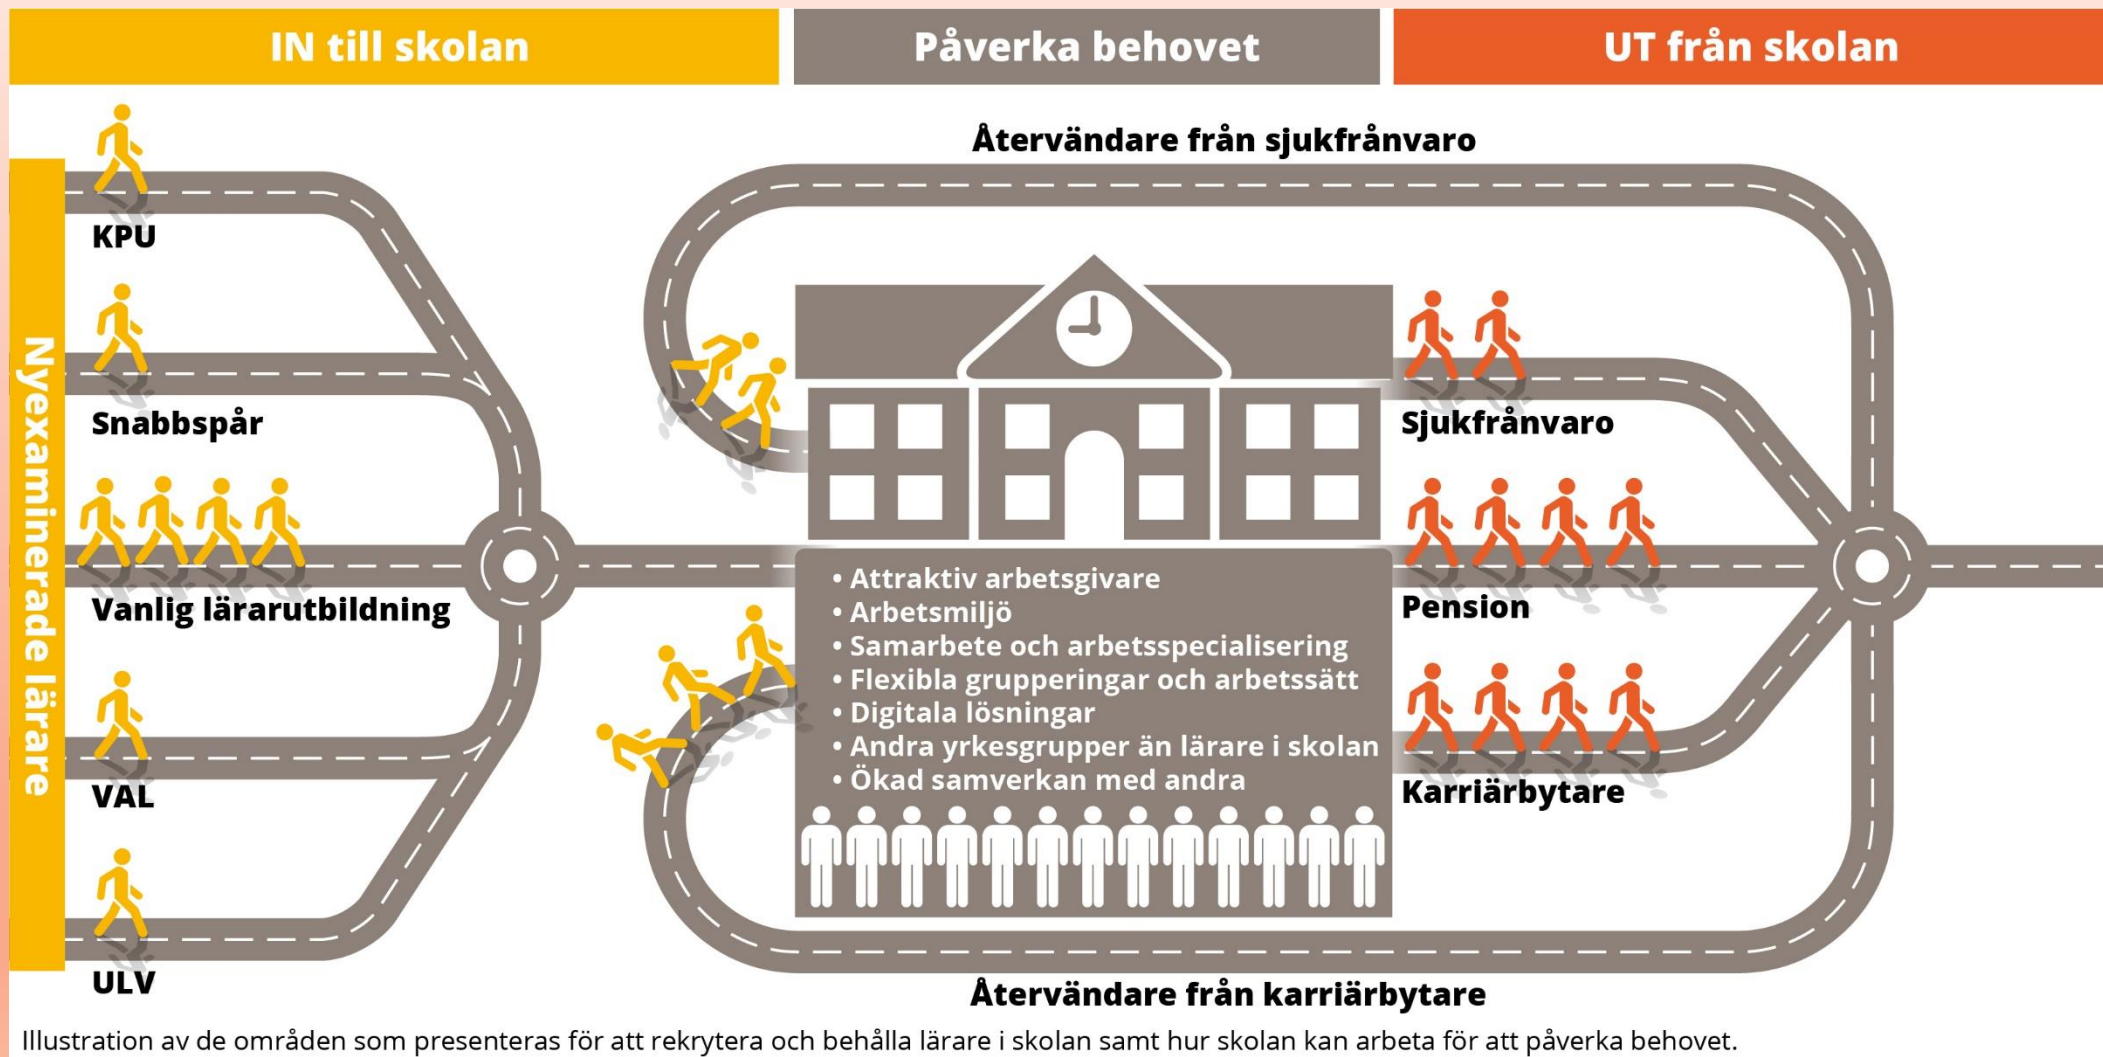 IN till skolan
Påverka behovet
UT från skolan
Nyexaminerade lärare
KPU
Snabbspår
Vanlig lärarutbildning
VAL
ULV
Återvändare från sjukfrånvaro
• Attraktiv arbetsgivare
• Arbetsmiljö
• Samarbete och arbetsspecialisering
• Flexibla grupperingar och arbetssätt
• Digitala lösningar
• Andra yrkesgrupper än lärare i skolan
• Ökad samverkan med andra
Sjukfrånvaro
Pension
Karriärbytare
Återvändare från karriärbytare
Illustration av de områden som presenteras för att rekrytera och behålla lärare i skolan samt hur skolan kan arbeta för att påverka behovet.